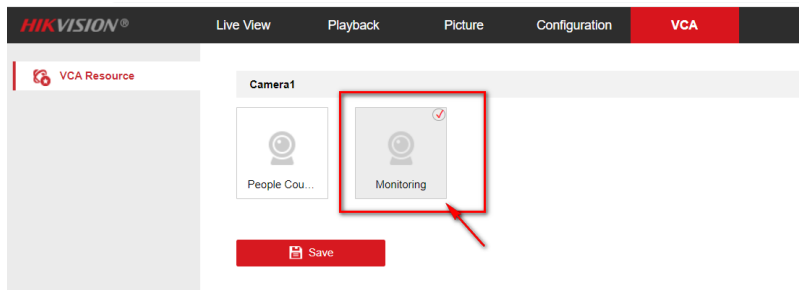 HIKVISION®
Live View Playback Picture Configuration VCA
VCA Resource
Camera1
People Cou... Monitoring
Save